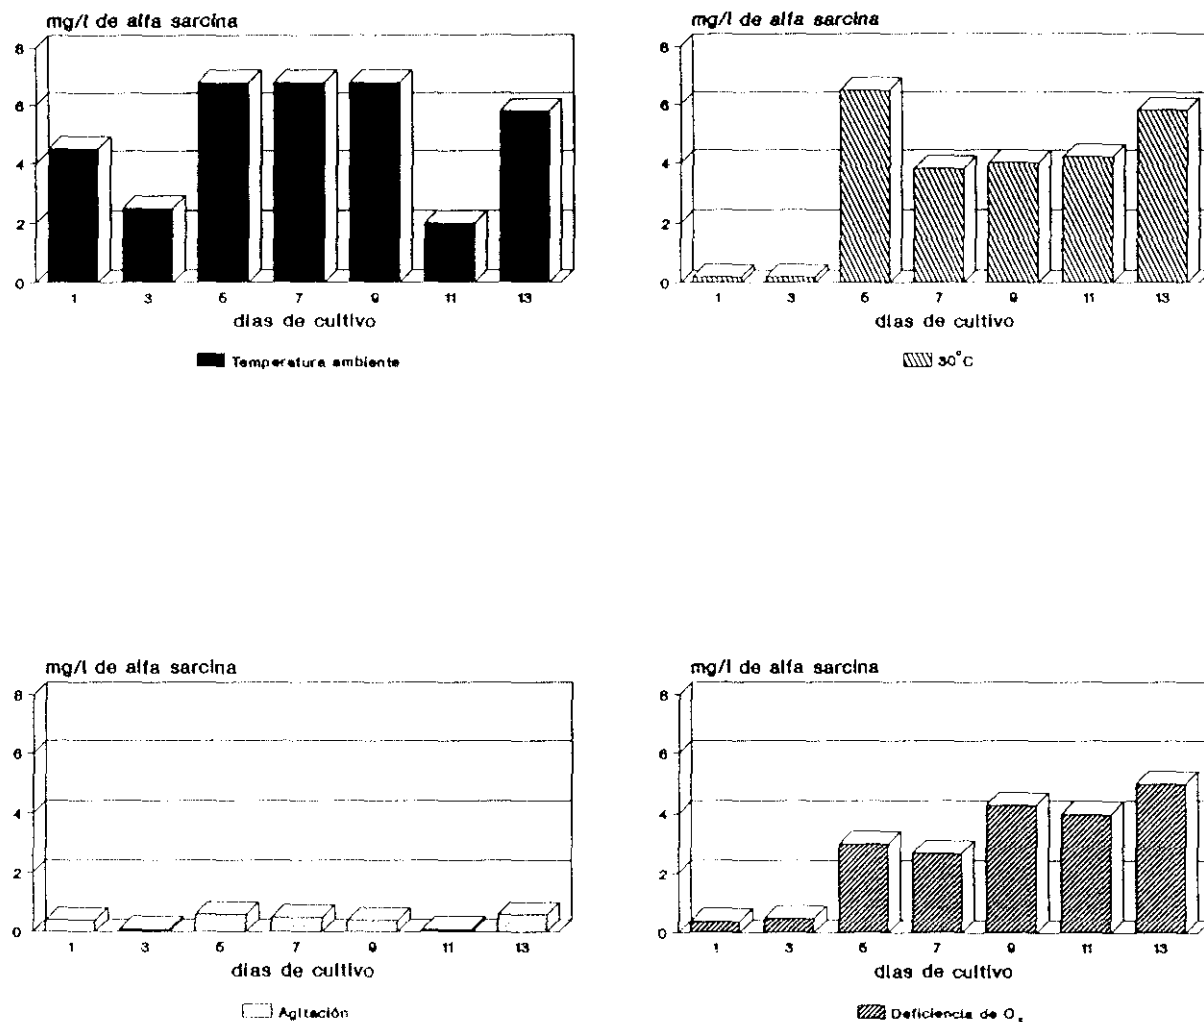 mg/l de alfa sarcina
8
6
4
2
0
1 3 5 7 9 11 13
dias de cultivo
Temperatura ambiente
mg/l de alfa sarcina
8
6
4
2
0
1 3 5 7 9 11 13
dias de cultivo
30°C
mg/l de alfa sarcina
8
6
4
2
0
1 3 5 7 9 11 13
dias de cultivo
Agitación
mg/l de alfa sarcina
8
6
4
2
0
1 3 5 7 9 11 13
dias de cultivo
Deficiencia de O₂